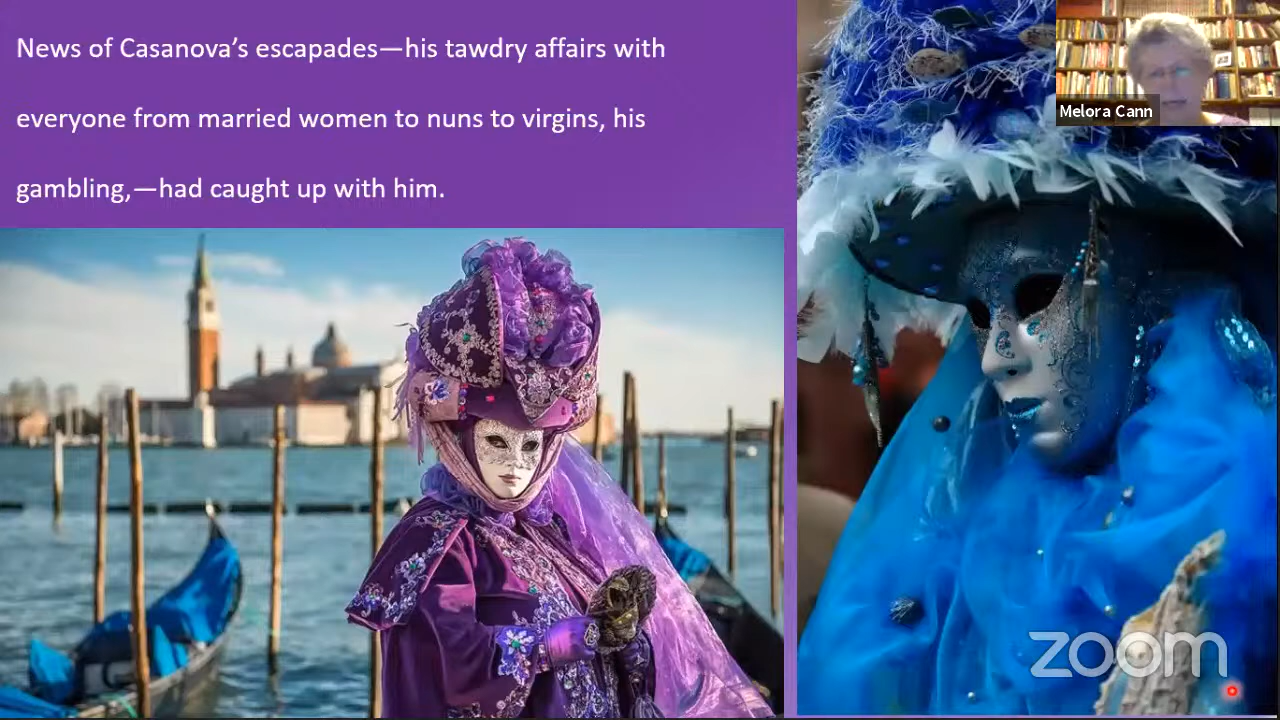 News of Casanova’s escapades—his tawdry affairs with
everyone from married women to nuns to virgins, his
gambling,—had caught up with him.
Melora Cann
zoom